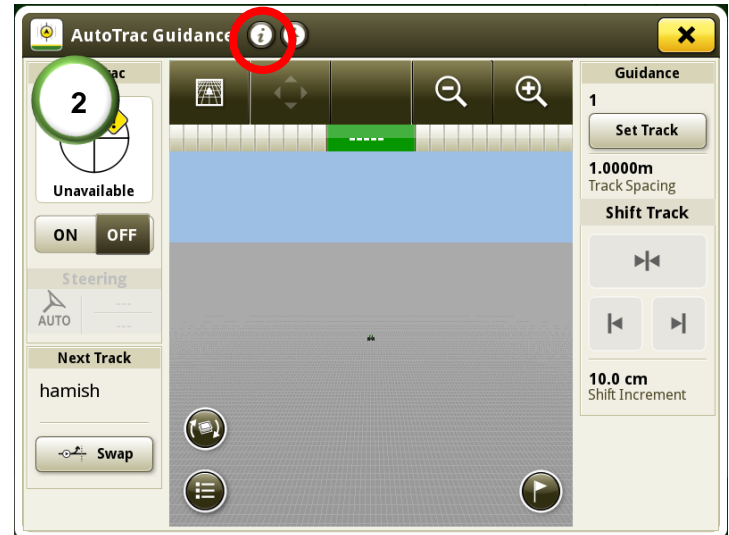 AutoTrac Guidance
2
Unavailable
ON OFF
Steering
---
AUTO ---
Next Track
hamish
Swap
-----
Guidance
1
Set Track
1.0000m
Track Spacing
Shift Track
10.0 cm
Shift Increment